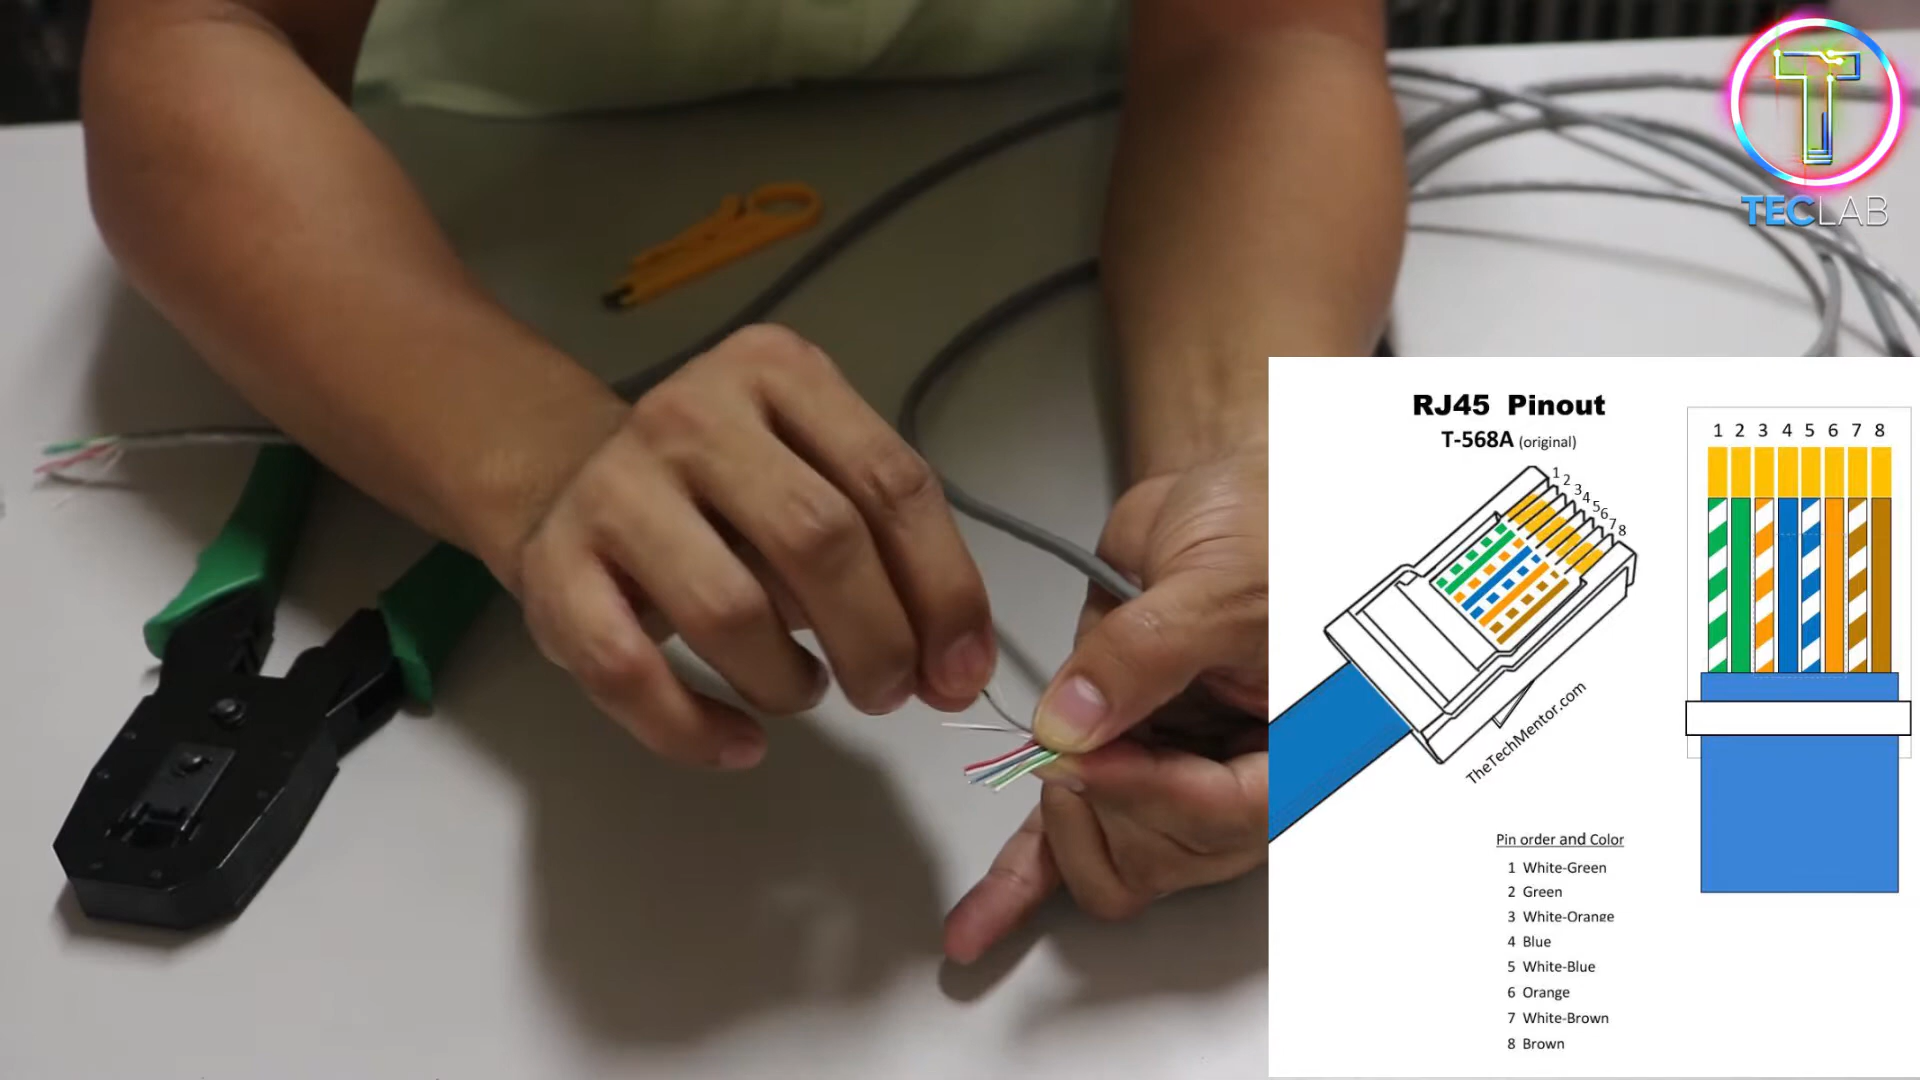 T
TECLAB
RJ45 Pinout
T-568A (original)
1 2 3 4 5 6 7 8
1 2 3 4 5 6 7 8
TheTechMentor.com
Pin order and Color
1 White-Green
2 Green
3 White-Orange
4 Blue
5 White-Blue
6 Orange
7 White-Brown
8 Brown